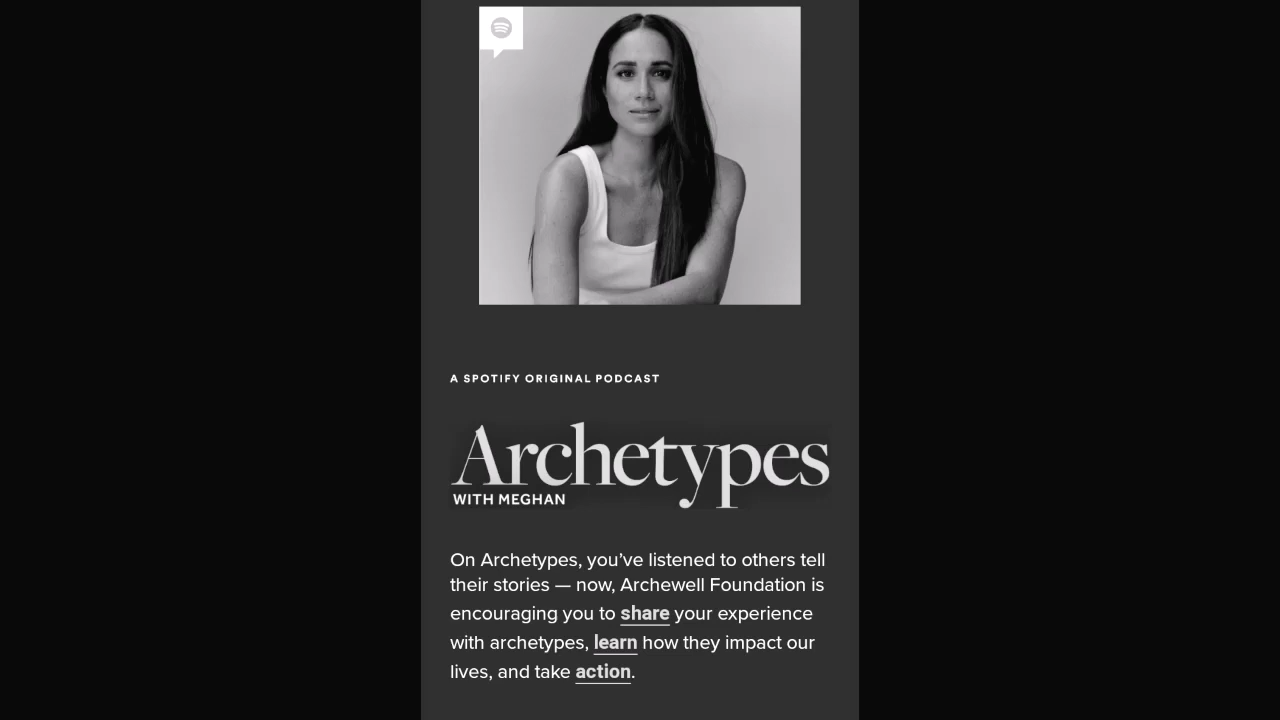 A SPOTIFY ORIGINAL PODCAST
Archetypes
WITH MEGHAN
On Archetypes, you’ve listened to others tell
their stories — now, Archewell Foundation is
encouraging you to share your experience
with archetypes, learn how they impact our
lives, and take action.